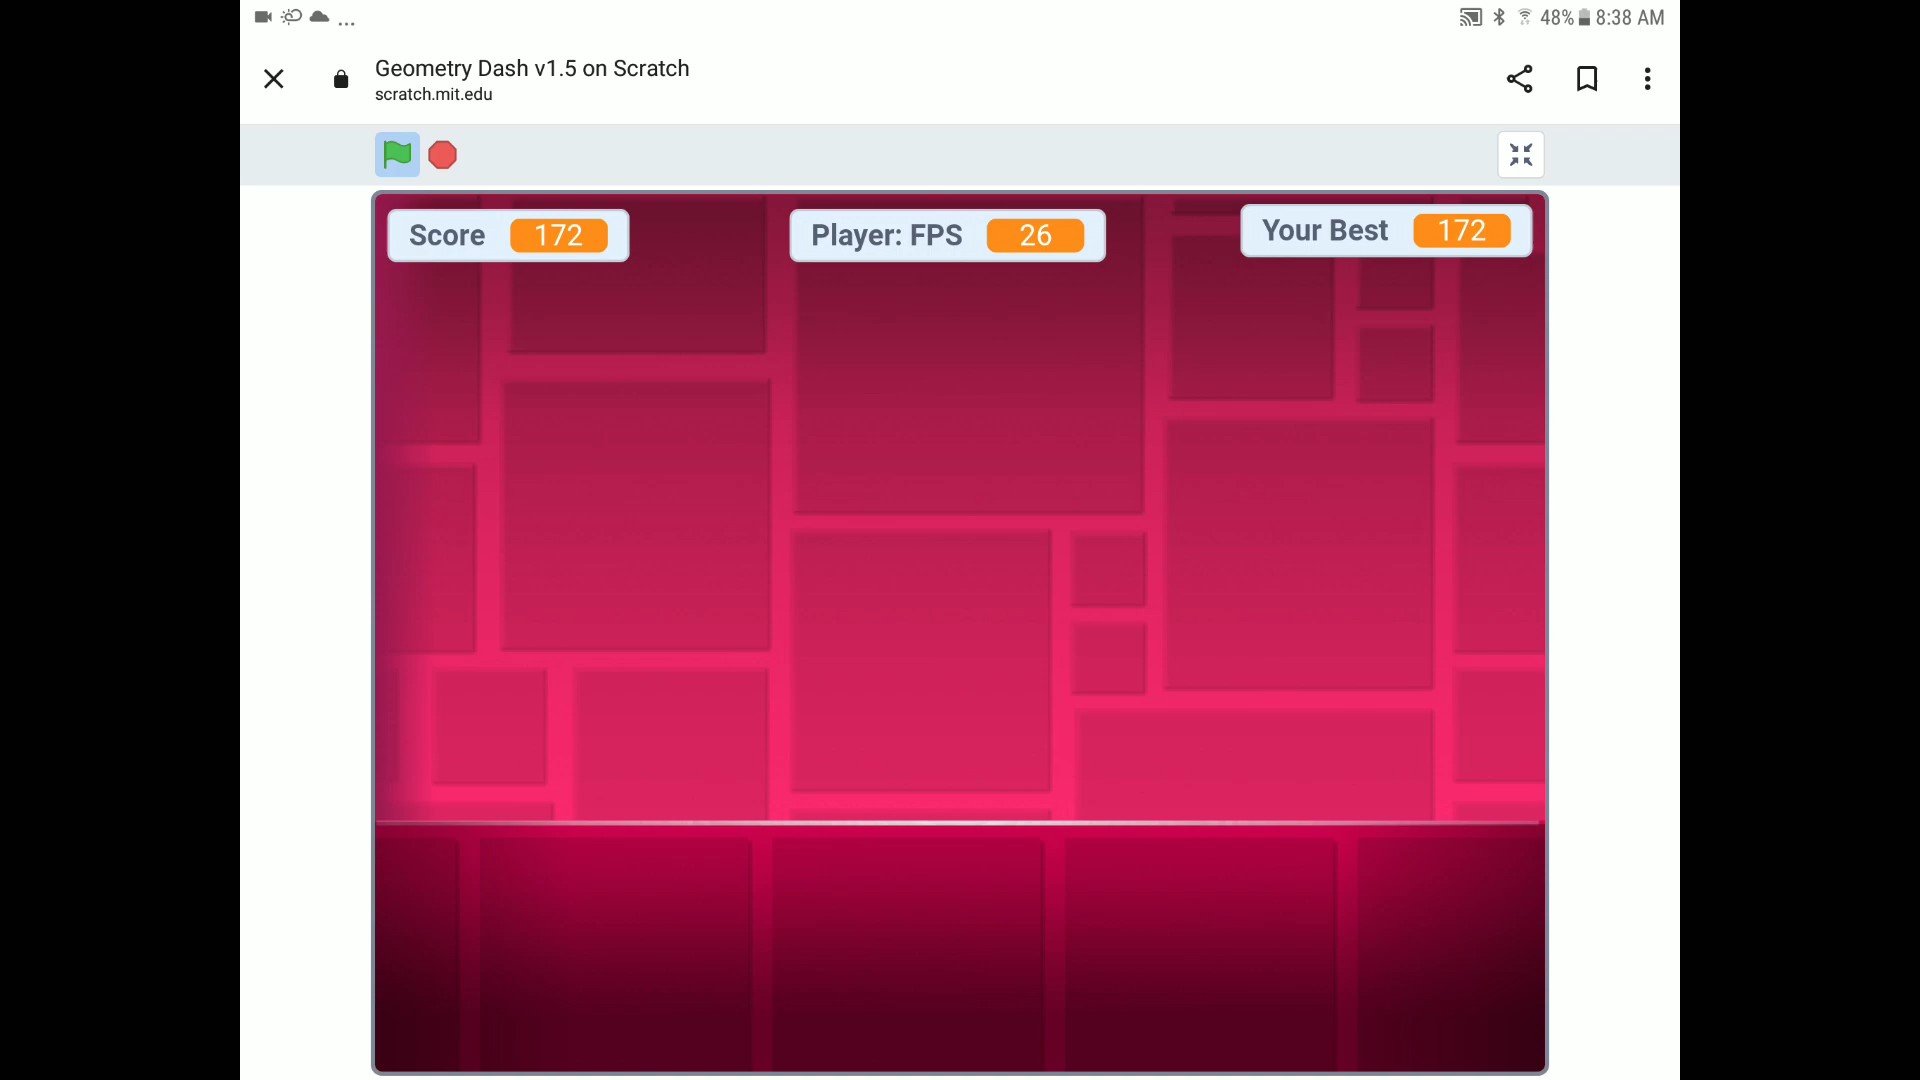 ... 48% 8:38 AM
Geometry Dash v1.5 on Scratch
scratch.mit.edu
Score 172 Player: FPS 26 Your Best 172